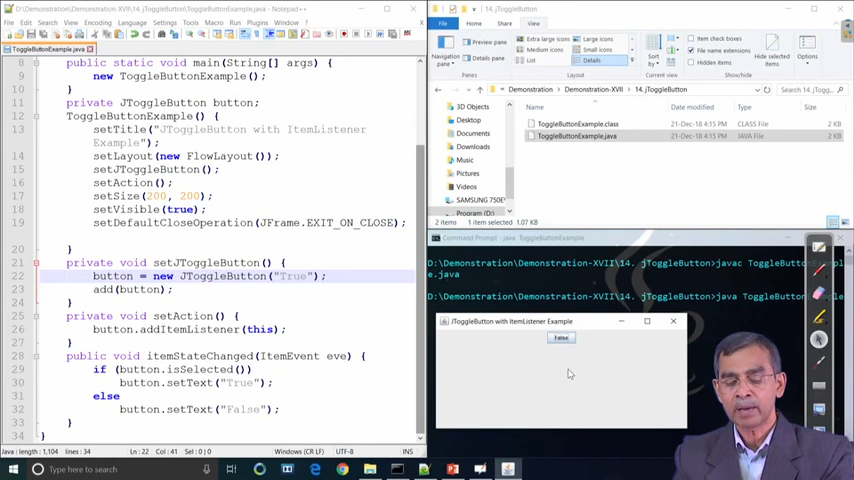 D:\Demonstration\Demonstration-XVII\14. jToggleButton\ToggleButtonExample.java - Notepad++
File Edit Search View Encoding Language Settings Tools Macro Run Plugins Window ?
ToggleButtonExample.java
8 public static void main(String[] args) {
9 new ToggleButtonExample();
10 }
11 private JToggleButton button;
12 ToggleButtonExample() {
13 setTitle("JToggleButton with ItemListener
Example");
14 setLayout(new FlowLayout());
15 setJToggleButton();
16 setAction();
17 setSize(200, 200);
18 setVisible(true);
19 setDefaultCloseOperation(JFrame.EXIT_ON_CLOSE);
20 }
21 private void setJToggleButton() {
22 button = new JToggleButton("True");
23 add(button);
24 }
25 private void setAction() {
26 button.addItemListener(this);
27 }
28 public void itemStateChanged(ItemEvent eve) {
29 if (button.isSelected())
30 button.setText("True");
31 else
32 button.setText("False");
33 }
34 }
Java length : 1,104 lines : 34 Ln : 22 Col : 41 Sel : 0 | 0 Windows (CR LF) UTF-8 INS
14. jToggleButton
File Home Share View
Navigation pane Preview pane Details pane
Panes
Extra large icons Large icons
Medium icons Small icons
List Details
Layout
Sort by
Current view
Item check boxes
File name extensions
Hidden items
Hide selected items
Show/hide
Options
Demonstration Demonstration-XVII 14. jToggleButton Search 14. jToggle...
3D Objects
Desktop
Documents
Downloads
Music
Pictures
Videos
SAMSUNG 750E
Program (D:)
Name Date modified Type Size
ToggleButtonExample.class 21-Dec-18 4:15 PM CLASS File 2 KB
ToggleButtonExample.java 21-Dec-18 4:15 PM JAVA File 2 KB
2 items 1 item selected 1.07 KB
Command Prompt - java ToggleButtonExample
D:\Demonstration\Demonstration-XVII\14. jToggleButton>javac ToggleButtonExampl
e.java
D:\Demonstration\Demonstration-XVII\14. jToggleButton>java ToggleButtonExample
JToggleButton with ItemListener Example
False
Type here to search